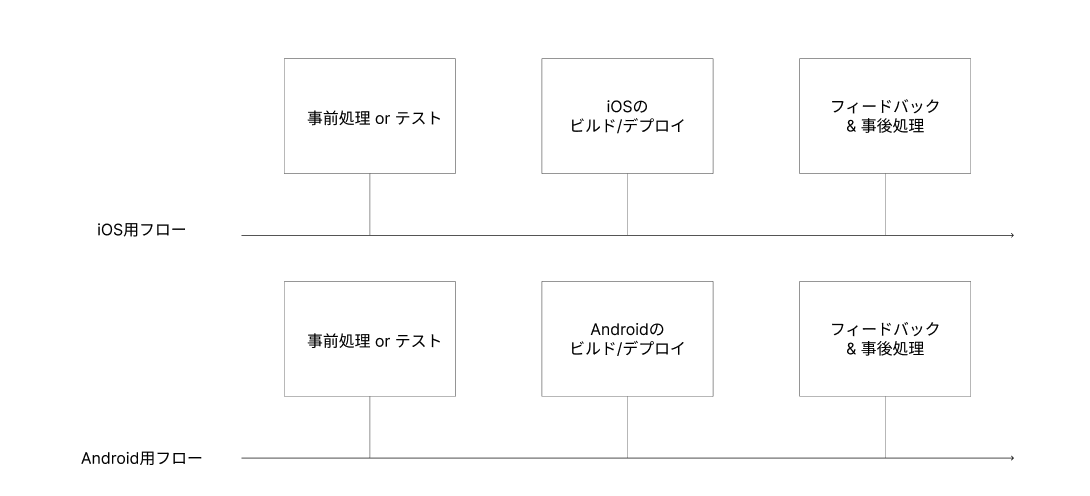 事前処理 or テスト
iOSの
ビルド/デプロイ
フィードバック
& 事後処理
iOS用フロー
事前処理 or テスト
Androidの
ビルド/デプロイ
フィードバック
& 事後処理
Android用フロー